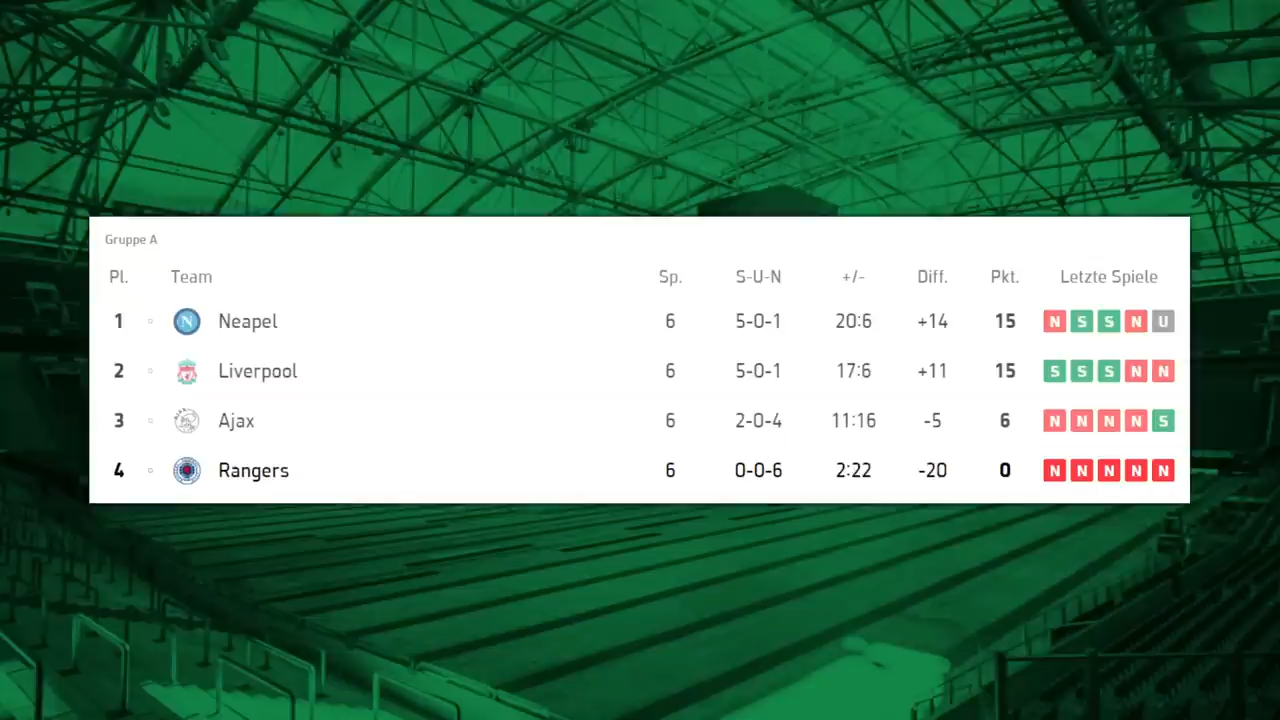 Gruppe A
Pl. Team Sp. S-U-N +/- Diff. Pkt. Letzte Spiele
1 N Neapel 6 5-0-1 20:6 +14 15 N S S N U
2 Liverpool 6 5-0-1 17:6 +11 15 S S S N N
3 AJAX Ajax 6 2-0-4 11:16 -5 6 N N N N S
4 Rangers 6 0-0-6 2:22 -20 0 N N N N N